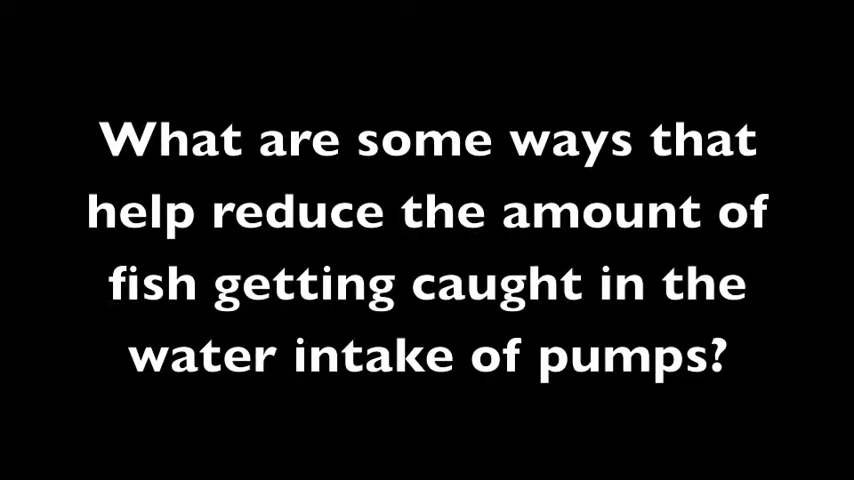 What are some ways that
help reduce the amount of
fish getting caught in the
water intake of pumps?